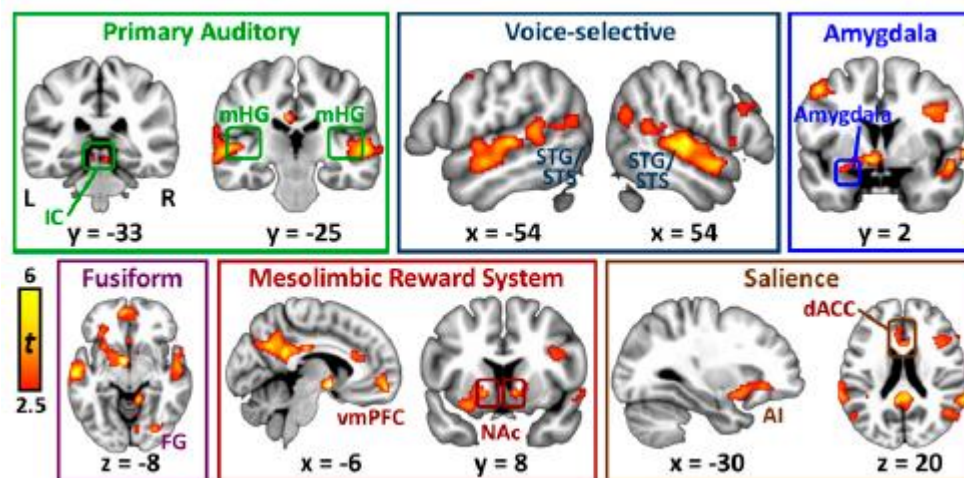 Primary Auditory
mHG mHG
L R
IC
y = -33 y = -25
Voice-selective
STG/
STS
STG/
STS
x = -54 x = 54
Amygdala
Amygdala
y = 2
6
t
2.5
Fusiform
FG
z = -8
Mesolimbic Reward System
vmPFC
NAc
x = -6 y = 8
Salience
dACC
AI
x = -30 z = 20